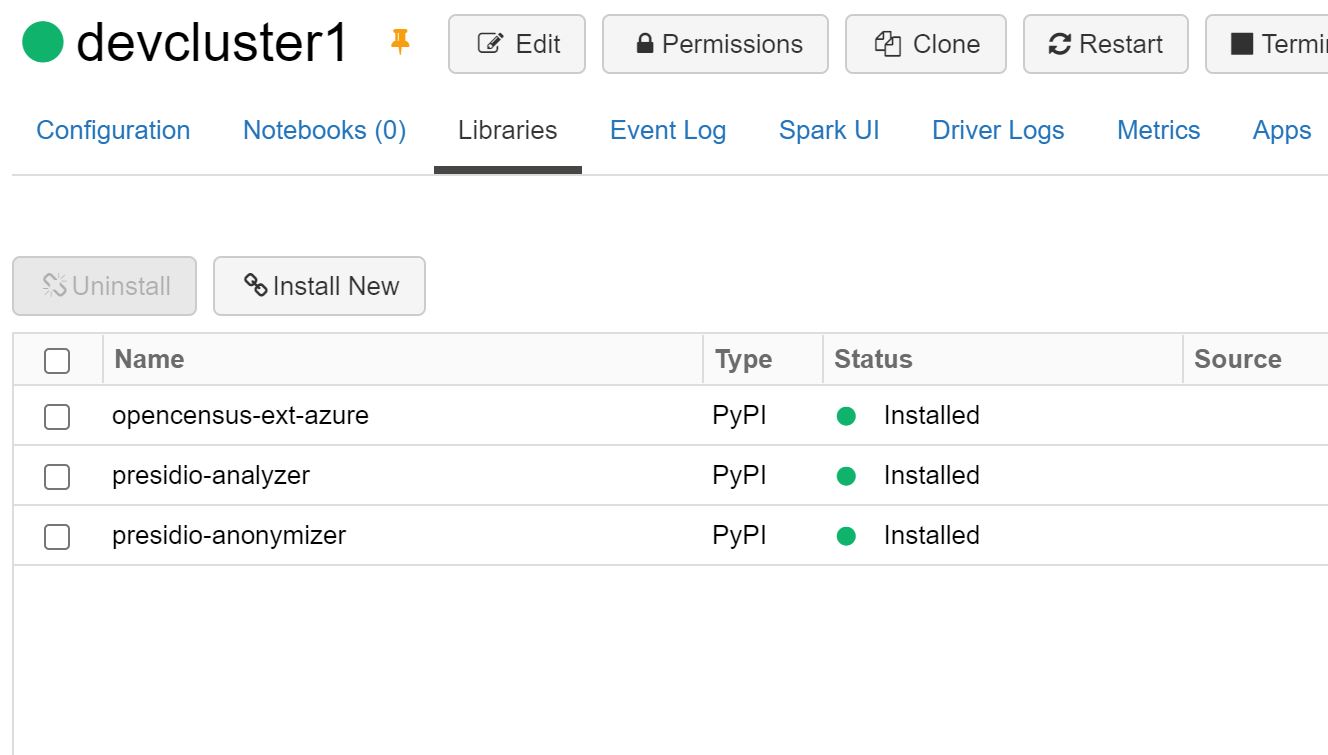 devcluster1 Edit Permissions Clone Restart Termi
Configuration Notebooks (0) Libraries Event Log Spark UI Driver Logs Metrics Apps
Uninstall Install New
Name Type Status Source
opencensus-ext-azure PyPI Installed
presidio-analyzer PyPI Installed
presidio-anonymizer PyPI Installed